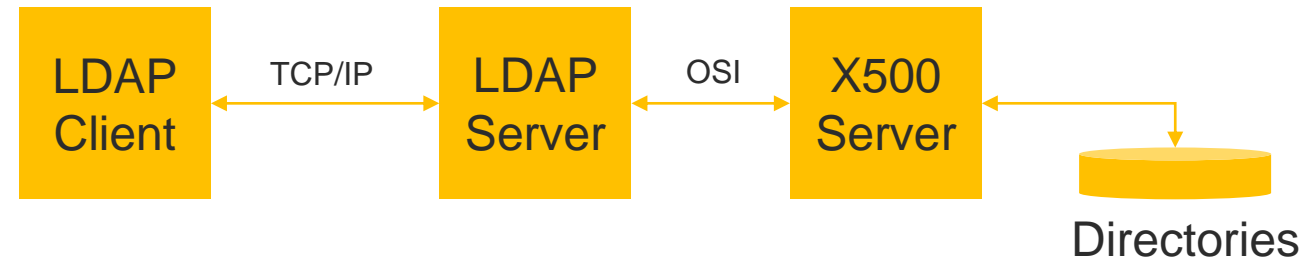 LDAP
Client
TCP/IP
LDAP
Server
OSI
X500
Server
Directories